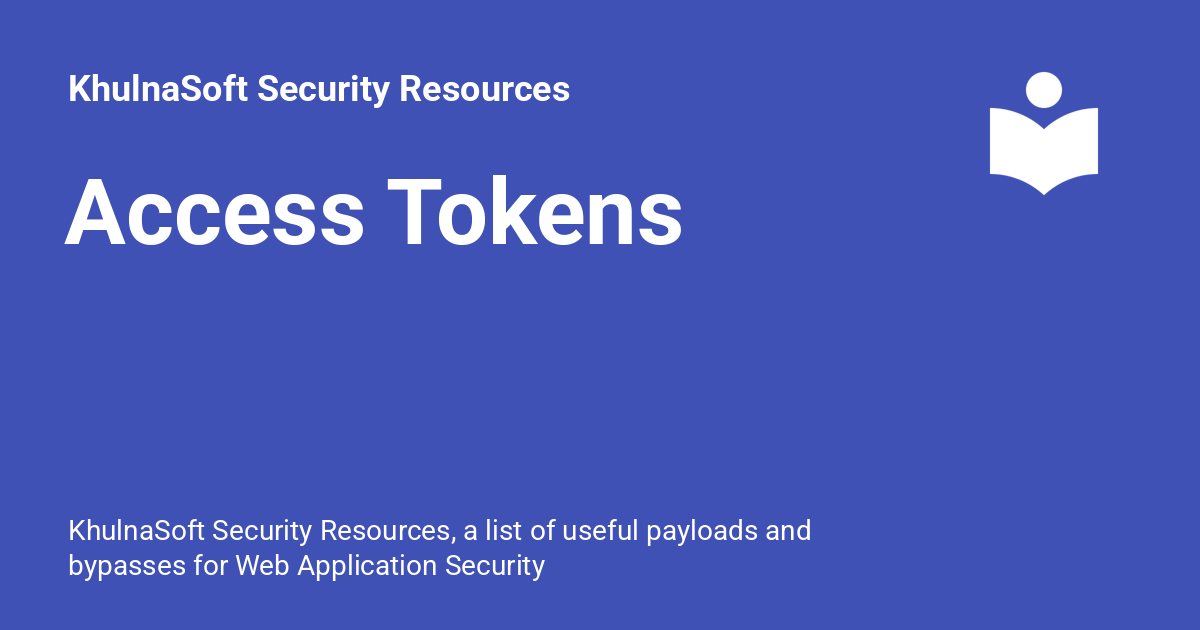 KhulnaSoft Security Resources
Access Tokens
KhulnaSoft Security Resources, a list of useful payloads and
bypasses for Web Application Security